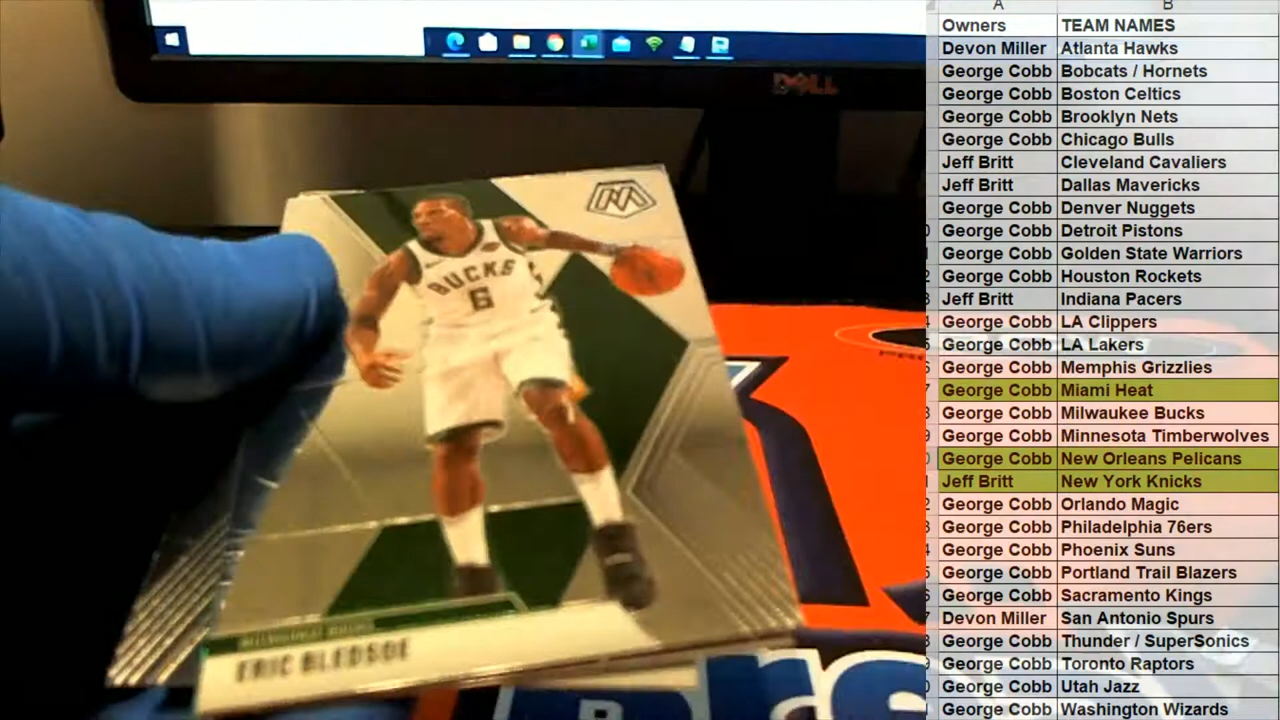 DELL
BUCKS
6
MILWAUKEE BUCKS
ERIC BLEDSOE
A B
Owners TEAM NAMES
Devon Miller Atlanta Hawks
George Cobb Bobcats / Hornets
George Cobb Boston Celtics
George Cobb Brooklyn Nets
George Cobb Chicago Bulls
Jeff Britt Cleveland Cavaliers
Jeff Britt Dallas Mavericks
George Cobb Denver Nuggets
George Cobb Detroit Pistons
George Cobb Golden State Warriors
George Cobb Houston Rockets
Jeff Britt Indiana Pacers
George Cobb LA Clippers
George Cobb LA Lakers
George Cobb Memphis Grizzlies
George Cobb Miami Heat
George Cobb Milwaukee Bucks
George Cobb Minnesota Timberwolves
George Cobb New Orleans Pelicans
Jeff Britt New York Knicks
George Cobb Orlando Magic
George Cobb Philadelphia 76ers
George Cobb Phoenix Suns
George Cobb Portland Trail Blazers
George Cobb Sacramento Kings
Devon Miller San Antonio Spurs
George Cobb Thunder / SuperSonics
George Cobb Toronto Raptors
George Cobb Utah Jazz
George Cobb Washington Wizards